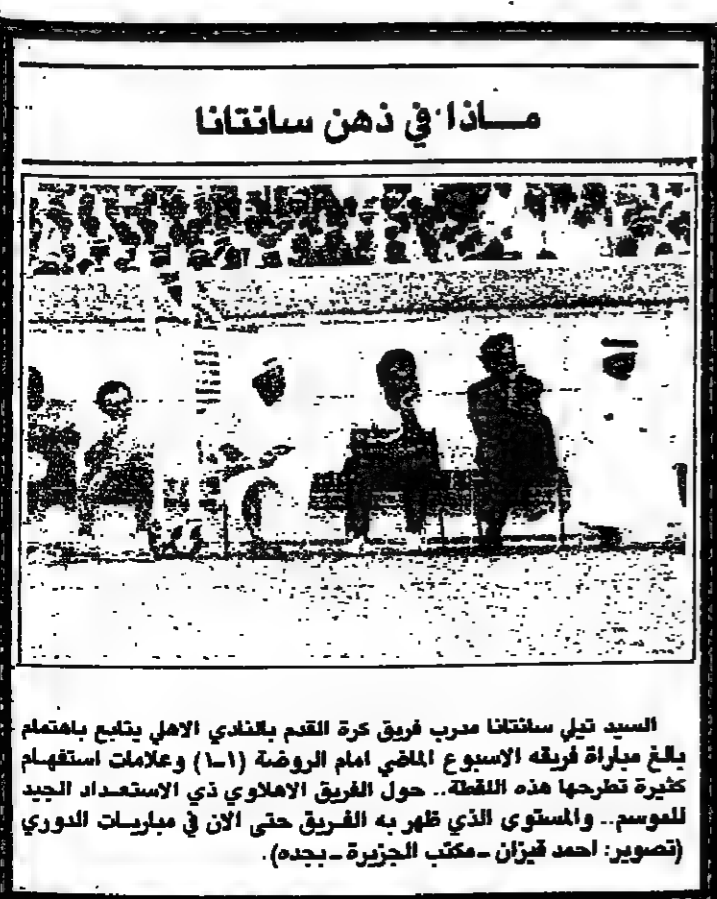 ماذا في ذهن سانتانا
السيد تيلي سانتانا مدرب فريق كرة القدم بالنادي الاهلي يتابع باهتمام
بالغ مباراة فريقه الاسبوع الماضي امام الروضة (١-١) وعلامات استفهام
كثيرة تطرحها هذه اللقطة.. حول الفريق الاهلاوي ذي الاستعداد الجيد
للموسم.. والمستوى الذي ظهر به الفريق حتى الان في مباريات الدوري
(تصوير: احمد قيزان - مكتب الجزيرة - بجده).